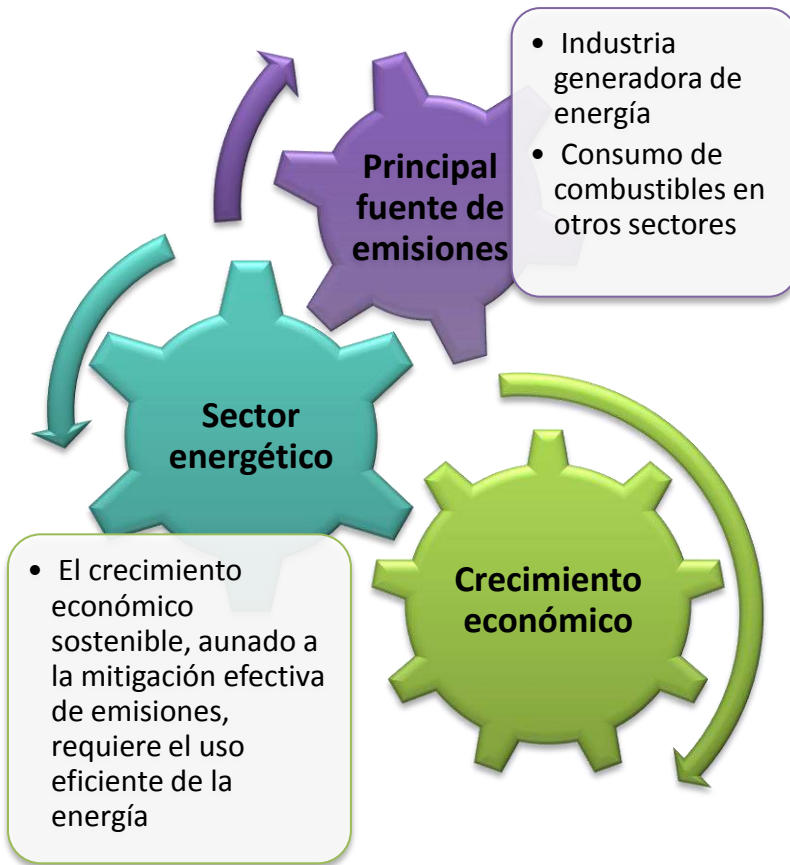 Principal
fuente de
emisiones
• Industria
generadora de
energía
• Consumo de
combustibles en
otros sectores
Sector
energético
Crecimiento
económico
• El crecimiento
económico
sostenible, aunado a
la mitigación efectiva
de emisiones,
requiere el uso
eficiente de la
energía